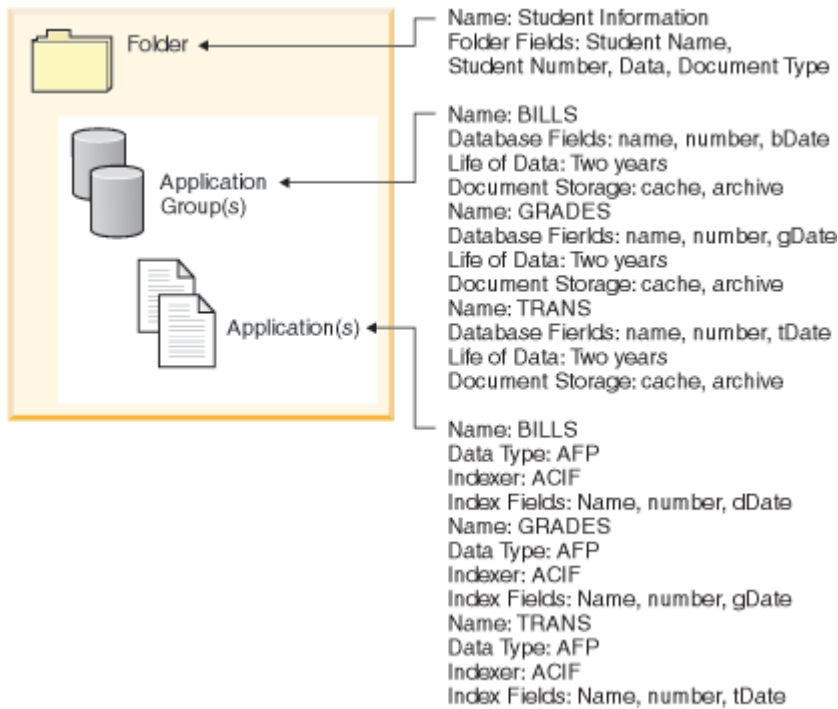 Folder
Name: Student Information
Folder Fields: Student Name,
Student Number, Data, Document Type
Application
Group(s)
Name: BILLS
Database Fields: name, number, bDate
Life of Data: Two years
Document Storage: cache, archive
Name: GRADES
Database Fierlds: name, number, gDate
Life of Data: Two years
Document Storage: cache, archive
Name: TRANS
Database Fierlds: name, number, tDate
Life of Data: Two years
Document Storage: cache, archive
Application(s)
Name: BILLS
Data Type: AFP
Indexer: ACIF
Index Fields: Name, number, dDate
Name: GRADES
Data Type: AFP
Indexer: ACIF
Index Fields: Name, number, gDate
Name: TRANS
Data Type: AFP
Indexer: ACIF
Index Fields: Name, number, tDate